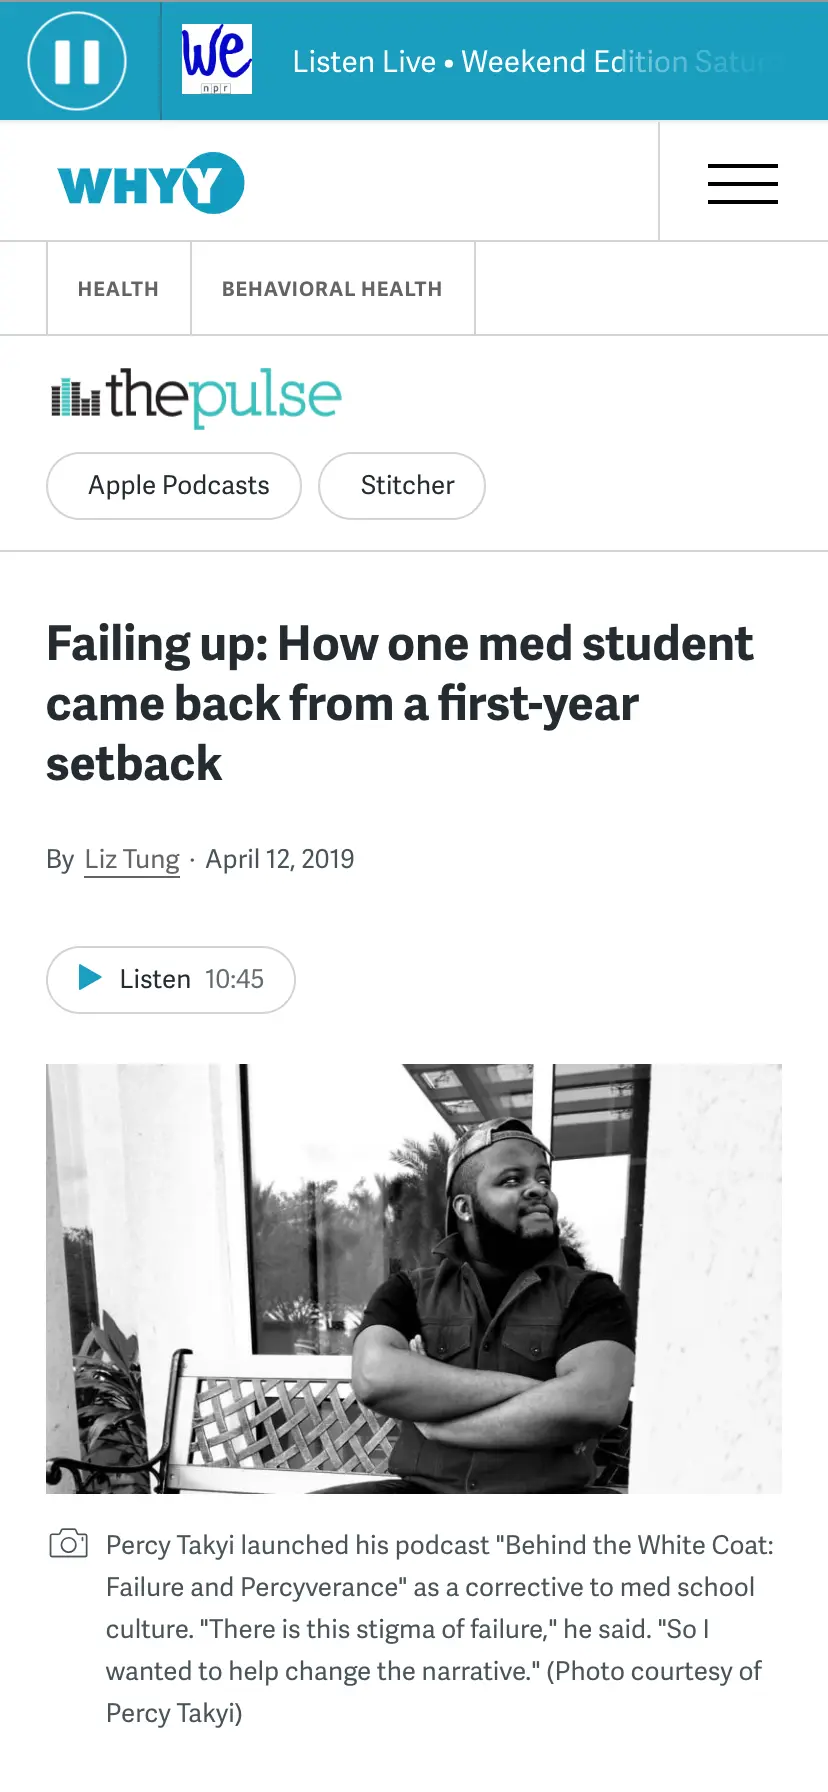 We
npr
Listen Live • Weekend Edition Satur
WHYY
HEALTH
BEHAVIORAL HEALTH
thepulse
Apple Podcasts
Stitcher
Failing up: How one med student
came back from a first-year
setback
By Liz Tung · April 12, 2019
Listen 10:45
Percy Takyi launched his podcast "Behind the White Coat:
Failure and Percyverance" as a corrective to med school
culture. "There is this stigma of failure," he said. "So I
wanted to help change the narrative." (Photo courtesy of
Percy Takyi)